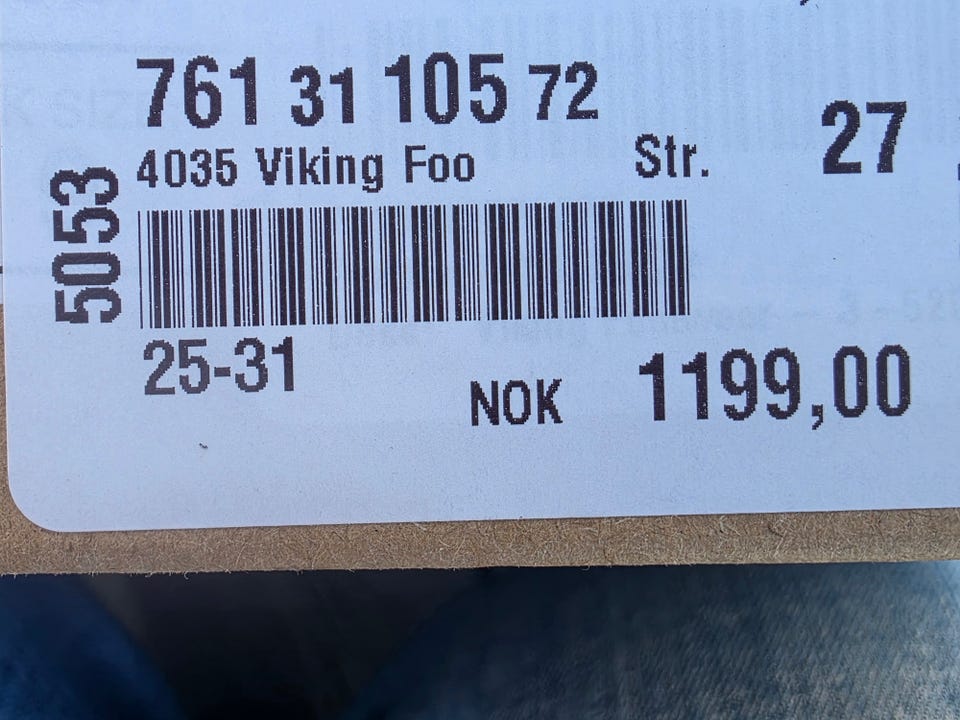 761 31 105 72
4035 Viking Foo Str. 27
5053
25-31
NOK 1199,00